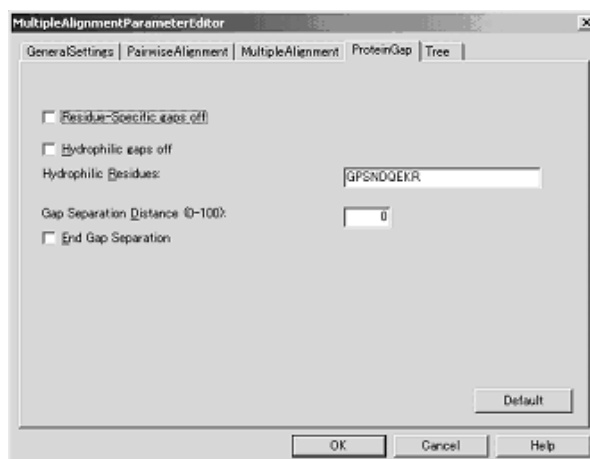 MultipleAlignmentParameterEditor
GeneralSettings PairwiseAlignment MultipleAlignment ProteinGap Tree
Residue-Specific gaps off
Hydrophilic gaps off
Hydrophilic Residues: GPSNDQEKR
Gap Separation Distance (0-100): 0
End Gap Separation
Default
OK Cancel Help